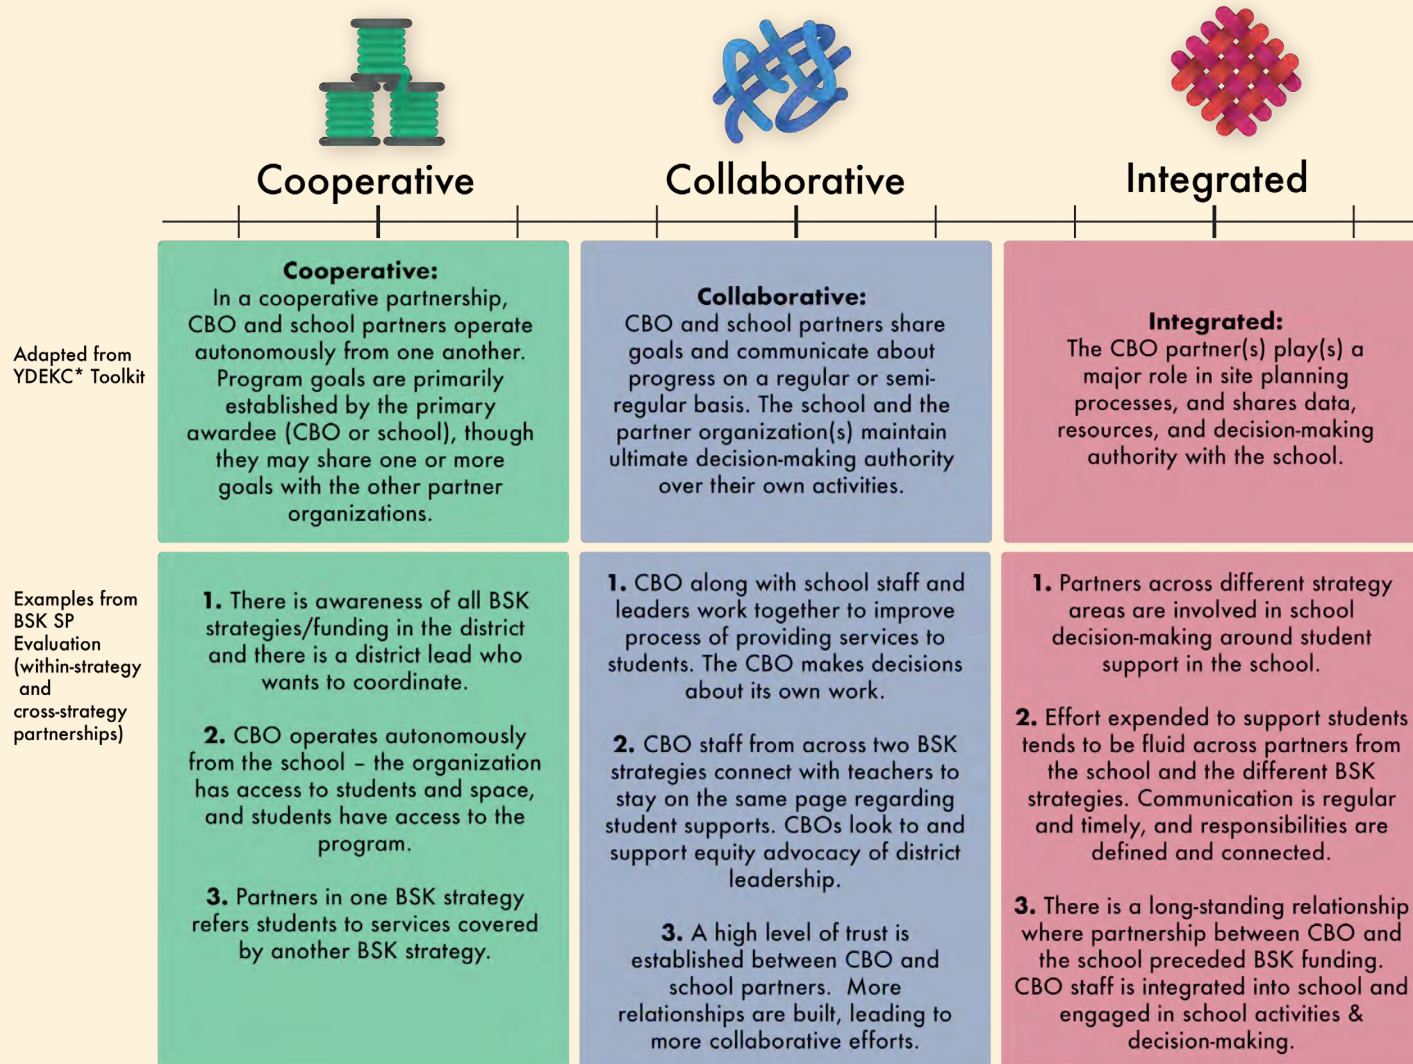 Cooperative
Collaborative
Integrated
Adapted from
YDEKC* Toolkit
Cooperative:
In a cooperative partnership,
CBO and school partners operate
autonomously from one another.
Program goals are primarily
established by the primary
awardee (CBO or school), though
they may share one or more
goals with the other partner
organizations.
Collaborative:
CBO and school partners share
goals and communicate about
progress on a regular or semi-
regular basis. The school and the
partner organization(s) maintain
ultimate decision-making authority
over their own activities.
Integrated:
The CBO partner(s) play(s) a
major role in site planning
processes, and shares data,
resources, and decision-making
authority with the school.
Examples from
BSK SP
Evaluation
(within-strategy
and
cross-strategy
partnerships)
1. There is awareness of all BSK
strategies/funding in the district
and there is a district lead who
wants to coordinate.
2. CBO operates autonomously
from the school – the organization
has access to students and space,
and students have access to the
program.
3. Partners in one BSK strategy
refers students to services covered
by another BSK strategy.
1. CBO along with school staff and
leaders work together to improve
process of providing services to
students. The CBO makes decisions
about its own work.
2. CBO staff from across two BSK
strategies connect with teachers to
stay on the same page regarding
student supports. CBOs look to and
support equity advocacy of district
leadership.
3. A high level of trust is
established between CBO and
school partners. More
relationships are built, leading to
more collaborative efforts.
1. Partners across different strategy
areas are involved in school
decision-making around student
support in the school.
2. Effort expended to support students
tends to be fluid across partners from
the school and the different BSK
strategies. Communication is regular
and timely, and responsibilities are
defined and connected.
3. There is a long-standing relationship
where partnership between CBO and
the school preceded BSK funding.
CBO staff is integrated into school and
engaged in school activities &
decision-making.